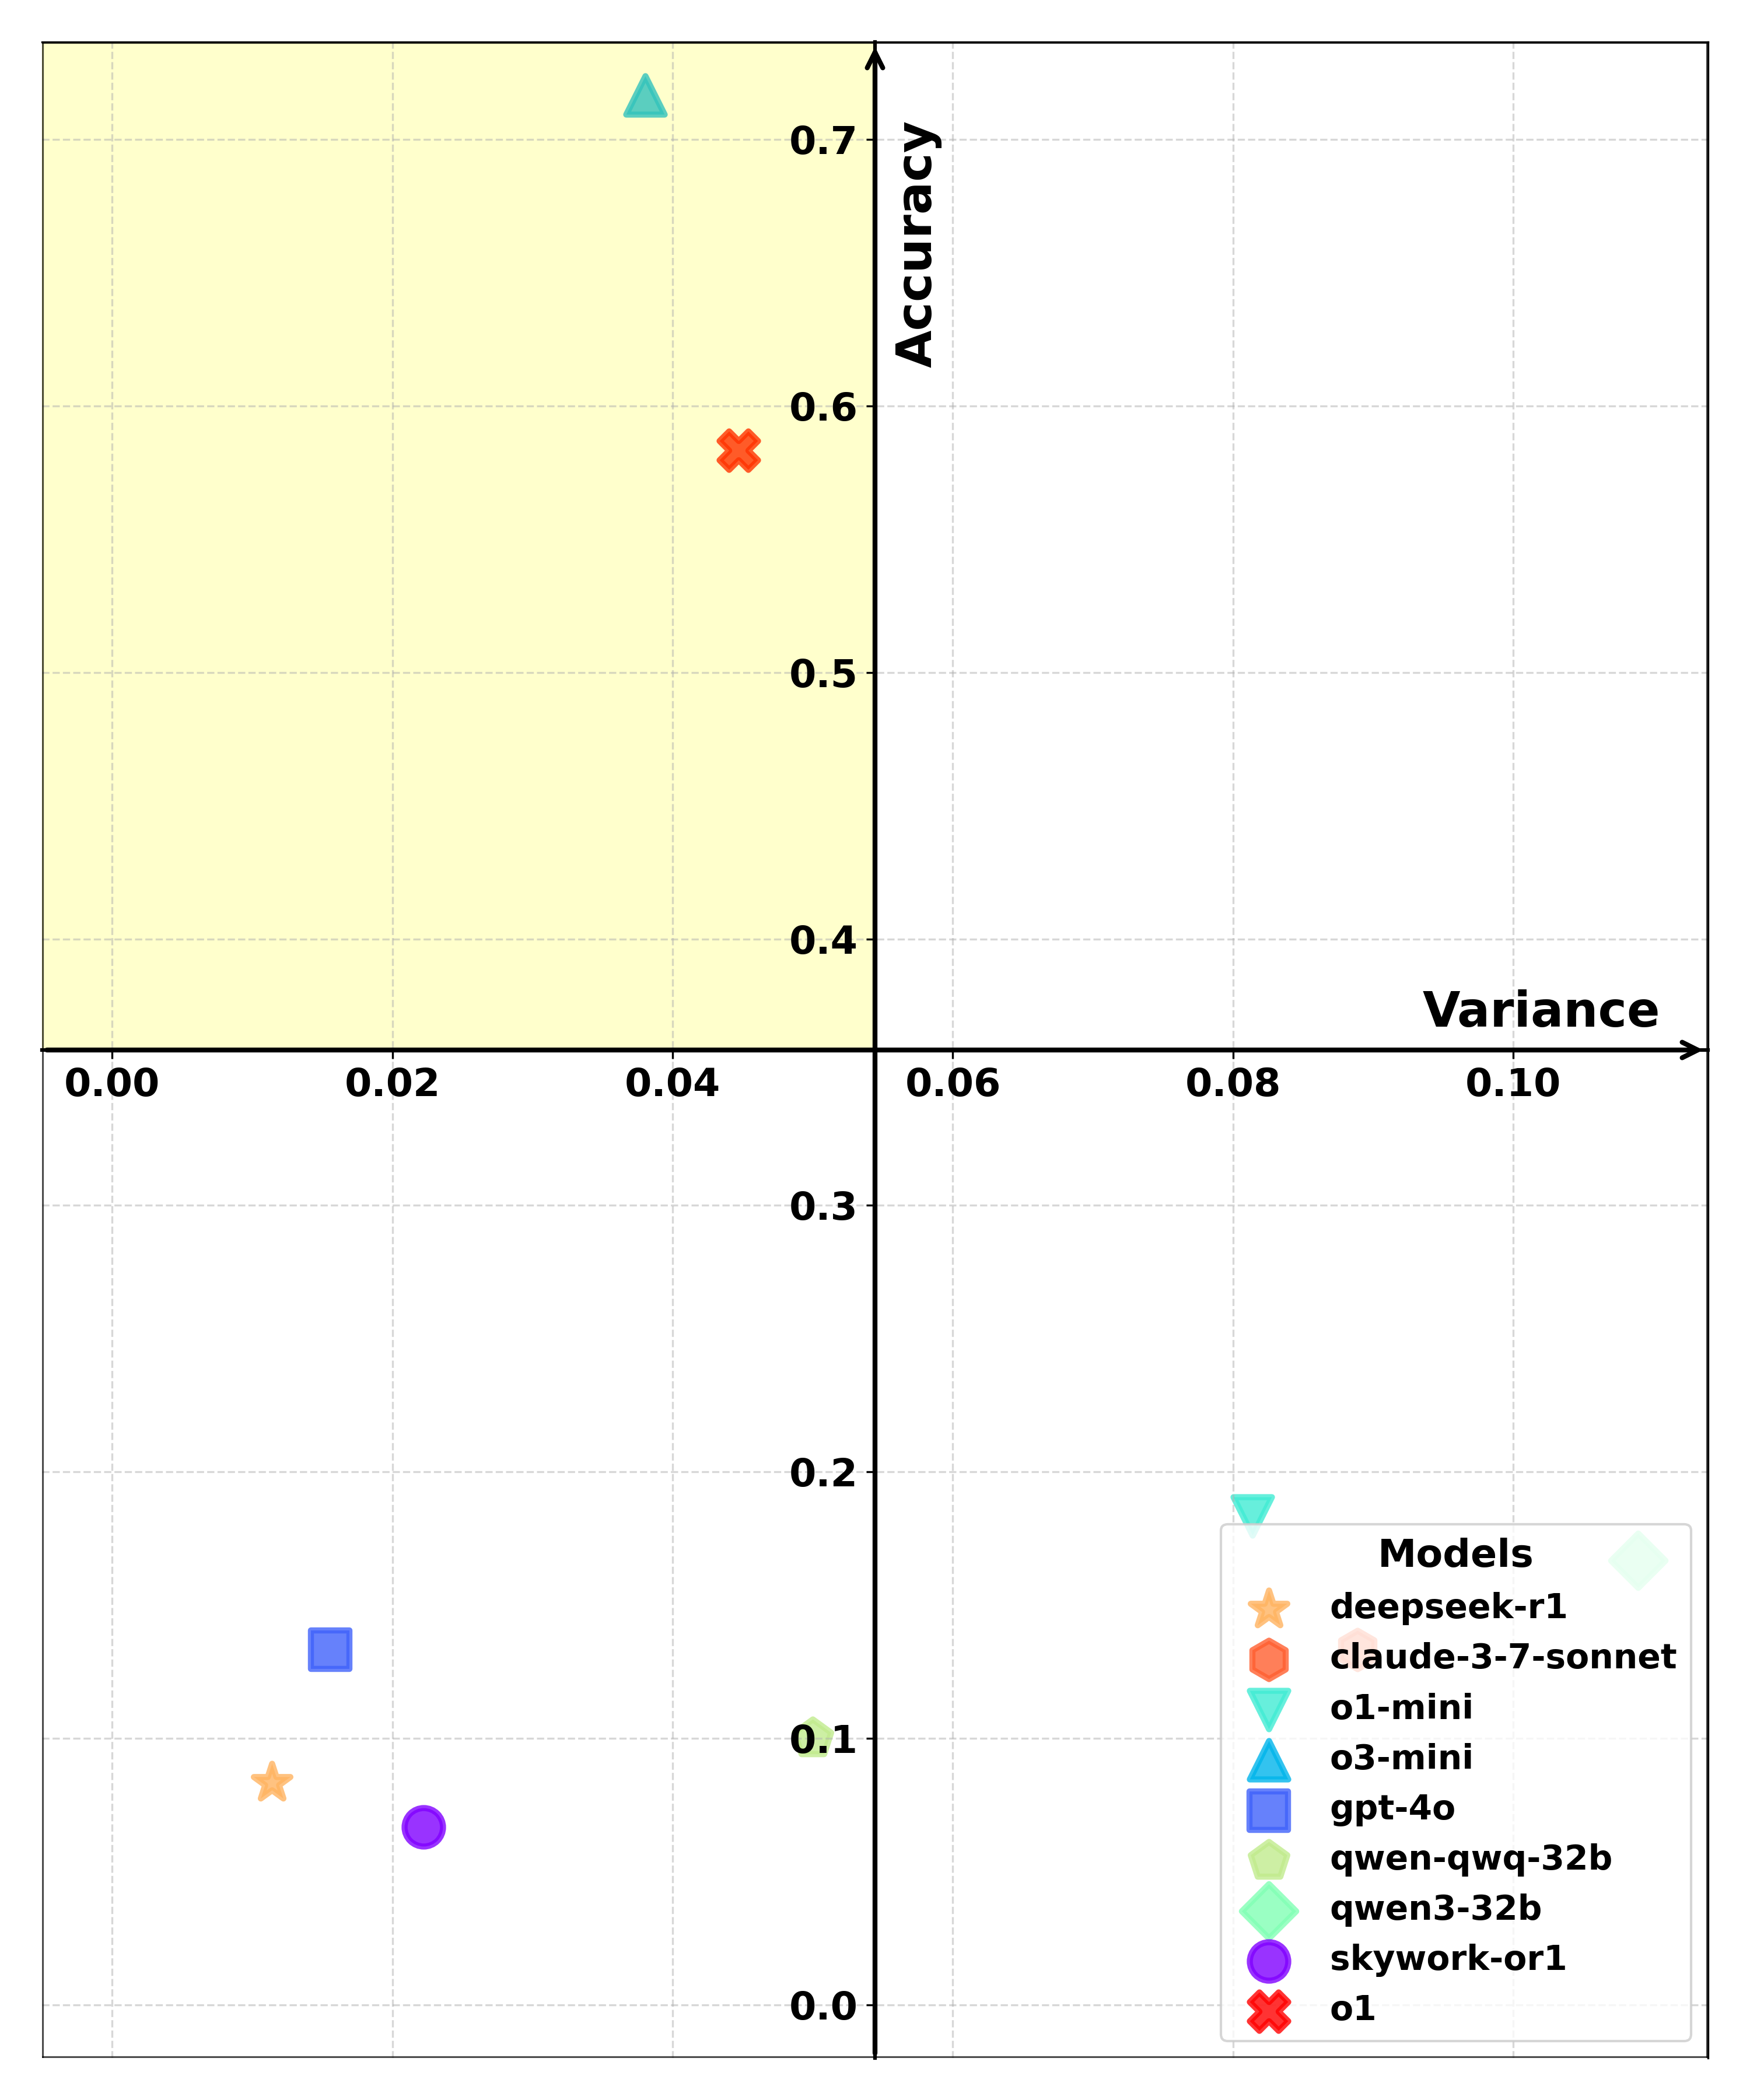 0.7
Accuracy
0.6
0.5
0.4
Variance
0.00 0.02 0.04 0.06 0.08 0.10
0.3
0.2
Models
deepseek-r1
claude-3-7-sonnet
o1-mini
0.1
o3-mini
gpt-4o
qwen-qwq-32b
qwen3-32b
skywork-or1
0.0
o1